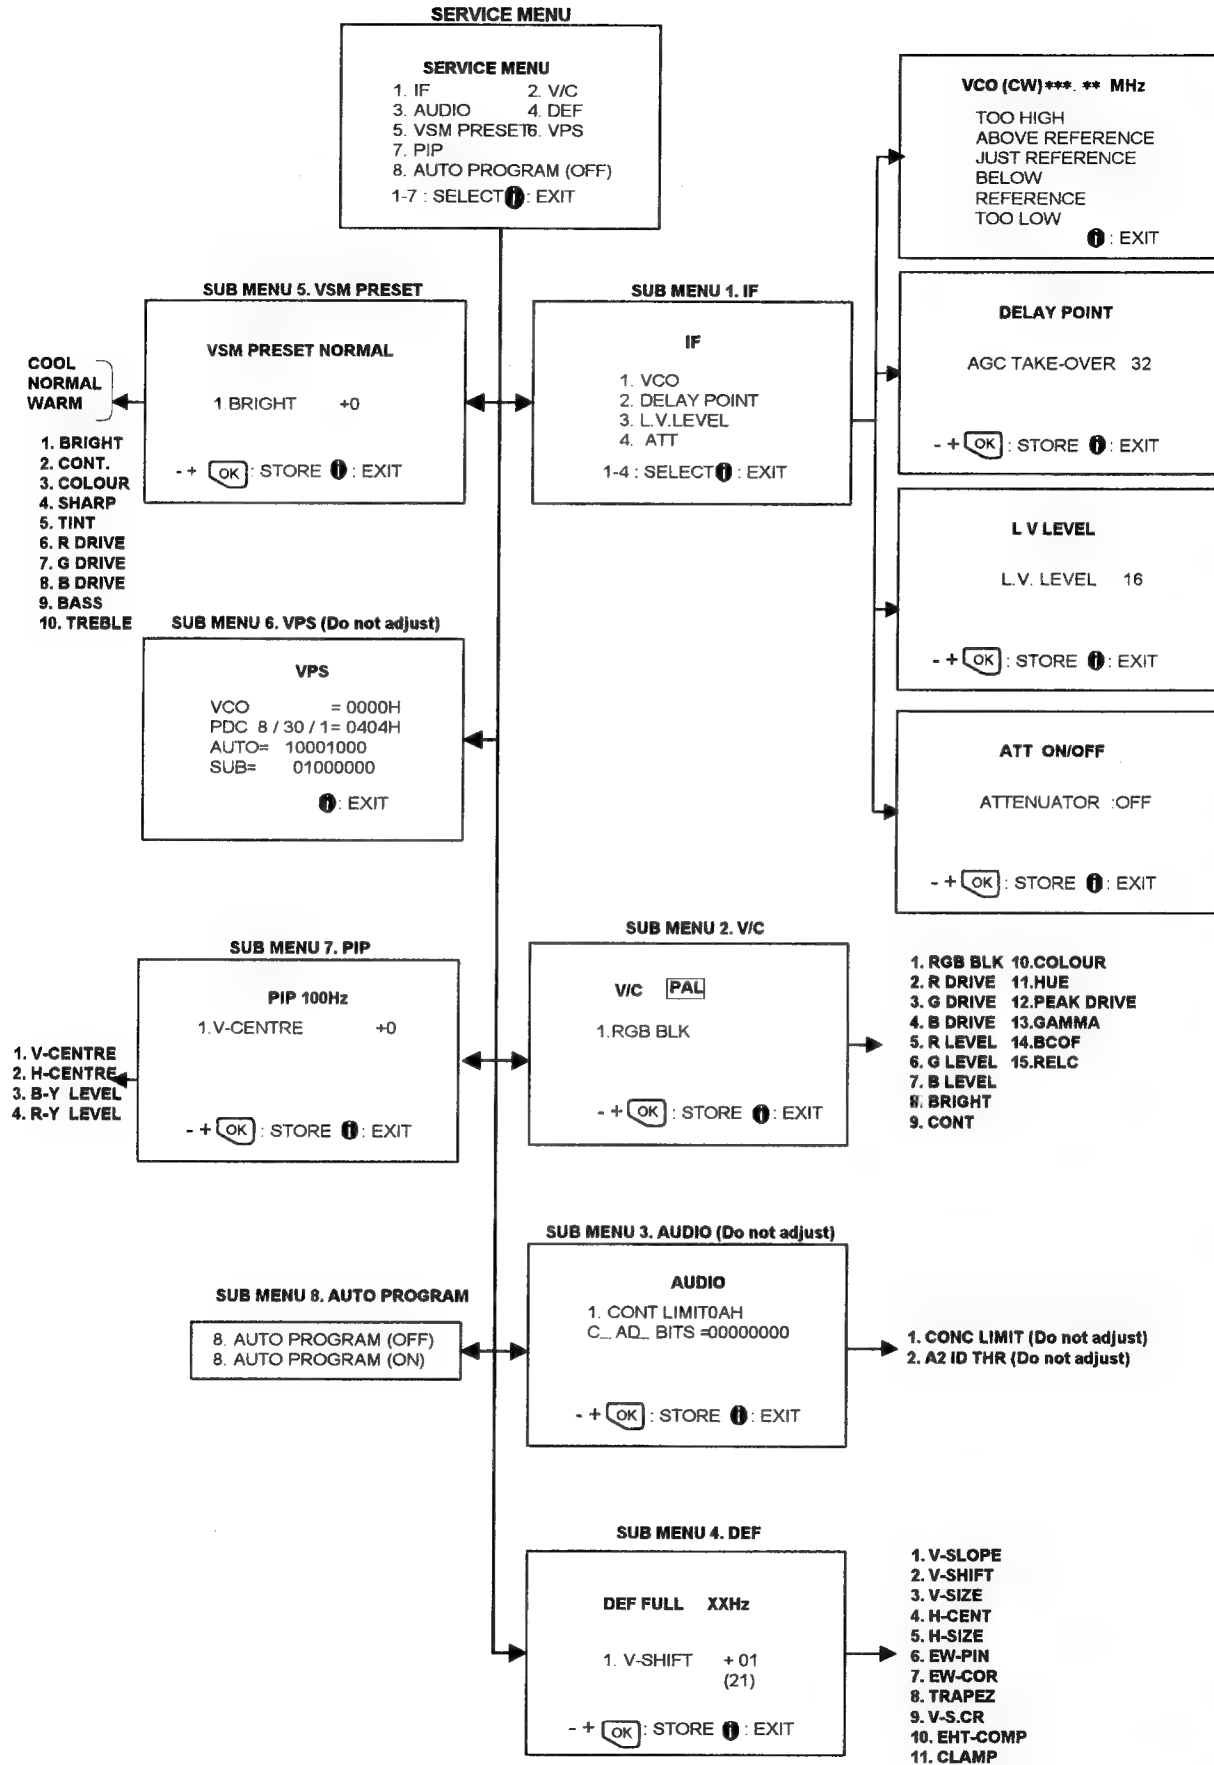 SERVICE MENU
SERVICE MENU
1. IF 2. V/C
3. AUDIO 4. DEF
5. VSM PRESET6. VPS
7. PIP
8. AUTO PROGRAM (OFF)
1-7 : SELECT i : EXIT
VCO (CW)***. ** MHz
TOO HIGH
ABOVE REFERENCE
JUST REFERENCE
BELOW
REFERENCE
TOO LOW
i : EXIT
SUB MENU 5. VSM PRESET
VSM PRESET NORMAL
1.BRIGHT +0
- + OK : STORE i : EXIT
COOL
NORMAL
WARM
1. BRIGHT
2. CONT.
3. COLOUR
4. SHARP
5. TINT
6. R DRIVE
7. G DRIVE
8. B DRIVE
9. BASS
10. TREBLE
SUB MENU 1. IF
IF
1. VCO
2. DELAY POINT
3. L.V.LEVEL
4. ATT
1-4 : SELECT i : EXIT
DELAY POINT
AGC TAKE-OVER 32
- + OK : STORE i : EXIT
L V LEVEL
L.V. LEVEL 16
- + OK : STORE i : EXIT
ATT ON/OFF
ATTENUATOR :OFF
- + OK : STORE i : EXIT
SUB MENU 6. VPS (Do not adjust)
VPS
VCO = 0000H
PDC 8 / 30 / 1= 0404H
AUTO= 10001000
SUB= 01000000
i : EXIT
SUB MENU 7. PIP
PIP 100Hz
1.V-CENTRE +0
- + OK : STORE i : EXIT
1. V-CENTRE
2. H-CENTRE
3. B-Y LEVEL
4. R-Y LEVEL
SUB MENU 2. V/C
V/C PAL
1.RGB BLK
- + OK : STORE i : EXIT
1. RGB BLK 10.COLOUR
2. R DRIVE 11.HUE
3. G DRIVE 12.PEAK DRIVE
4. B DRIVE 13.GAMMA
5. R LEVEL 14.BCOF
6. G LEVEL 15.RELC
7. B LEVEL
8. BRIGHT
9. CONT
SUB MENU 3. AUDIO (Do not adjust)
AUDIO
1. CONT LIMIT0AH
C_ AD_ BITS =00000000
- + OK : STORE i : EXIT
1. CONC LIMIT (Do not adjust)
2. A2 ID THR (Do not adjust)
SUB MENU 8. AUTO PROGRAM
8. AUTO PROGRAM (OFF)
8. AUTO PROGRAM (ON)
SUB MENU 4. DEF
DEF FULL XXHz
1. V-SHIFT + 01
(21)
- + OK : STORE i : EXIT
1. V-SLOPE
2. V-SHIFT
3. V-SIZE
4. H-CENT
5. H-SIZE
6. EW-PIN
7. EW-COR
8. TRAPEZ
9. V-S.CR
10. EHT-COMP
11. CLAMP